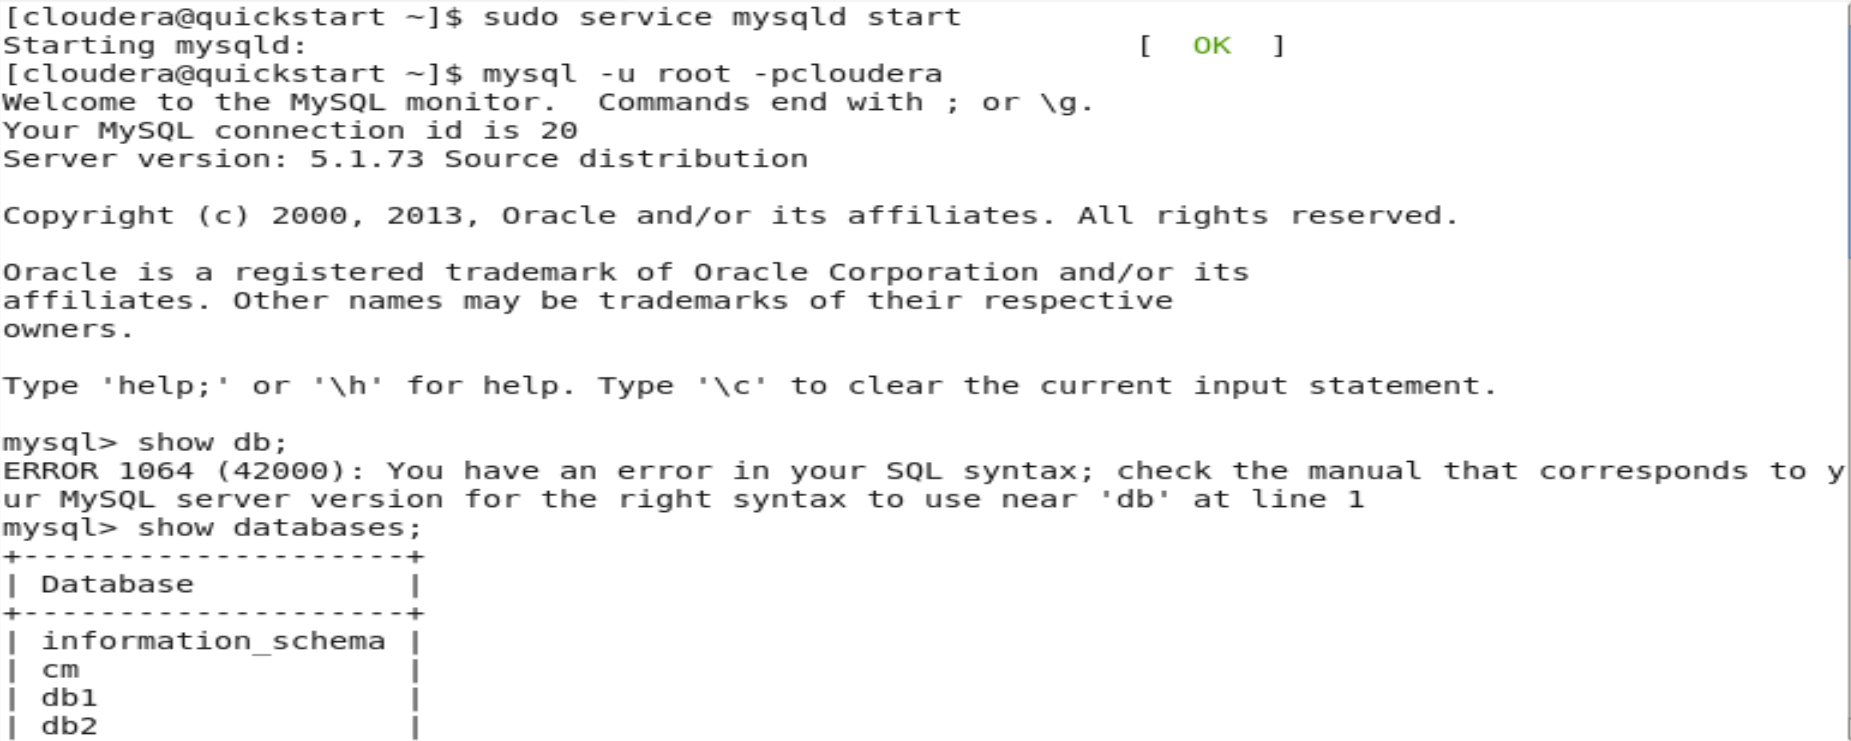 [cloudera@quickstart ~]$ sudo service mysqld start
Starting mysqld:                                           [  OK  ]
[cloudera@quickstart ~]$ mysql -u root -pcloudera
Welcome to the MySQL monitor.  Commands end with ; or \g.
Your MySQL connection id is 20
Server version: 5.1.73 Source distribution

Copyright (c) 2000, 2013, Oracle and/or its affiliates. All rights reserved.

Oracle is a registered trademark of Oracle Corporation and/or its
affiliates. Other names may be trademarks of their respective
owners.

Type 'help;' or '\h' for help. Type '\c' to clear the current input statement.

mysql> show db;
ERROR 1064 (42000): You have an error in your SQL syntax; check the manual that corresponds to y
ur MySQL server version for the right syntax to use near 'db' at line 1
mysql> show databases;
+--------------------+
| Database           |
+--------------------+
| information_schema |
| cm                 |
| db1                |
| db2                |